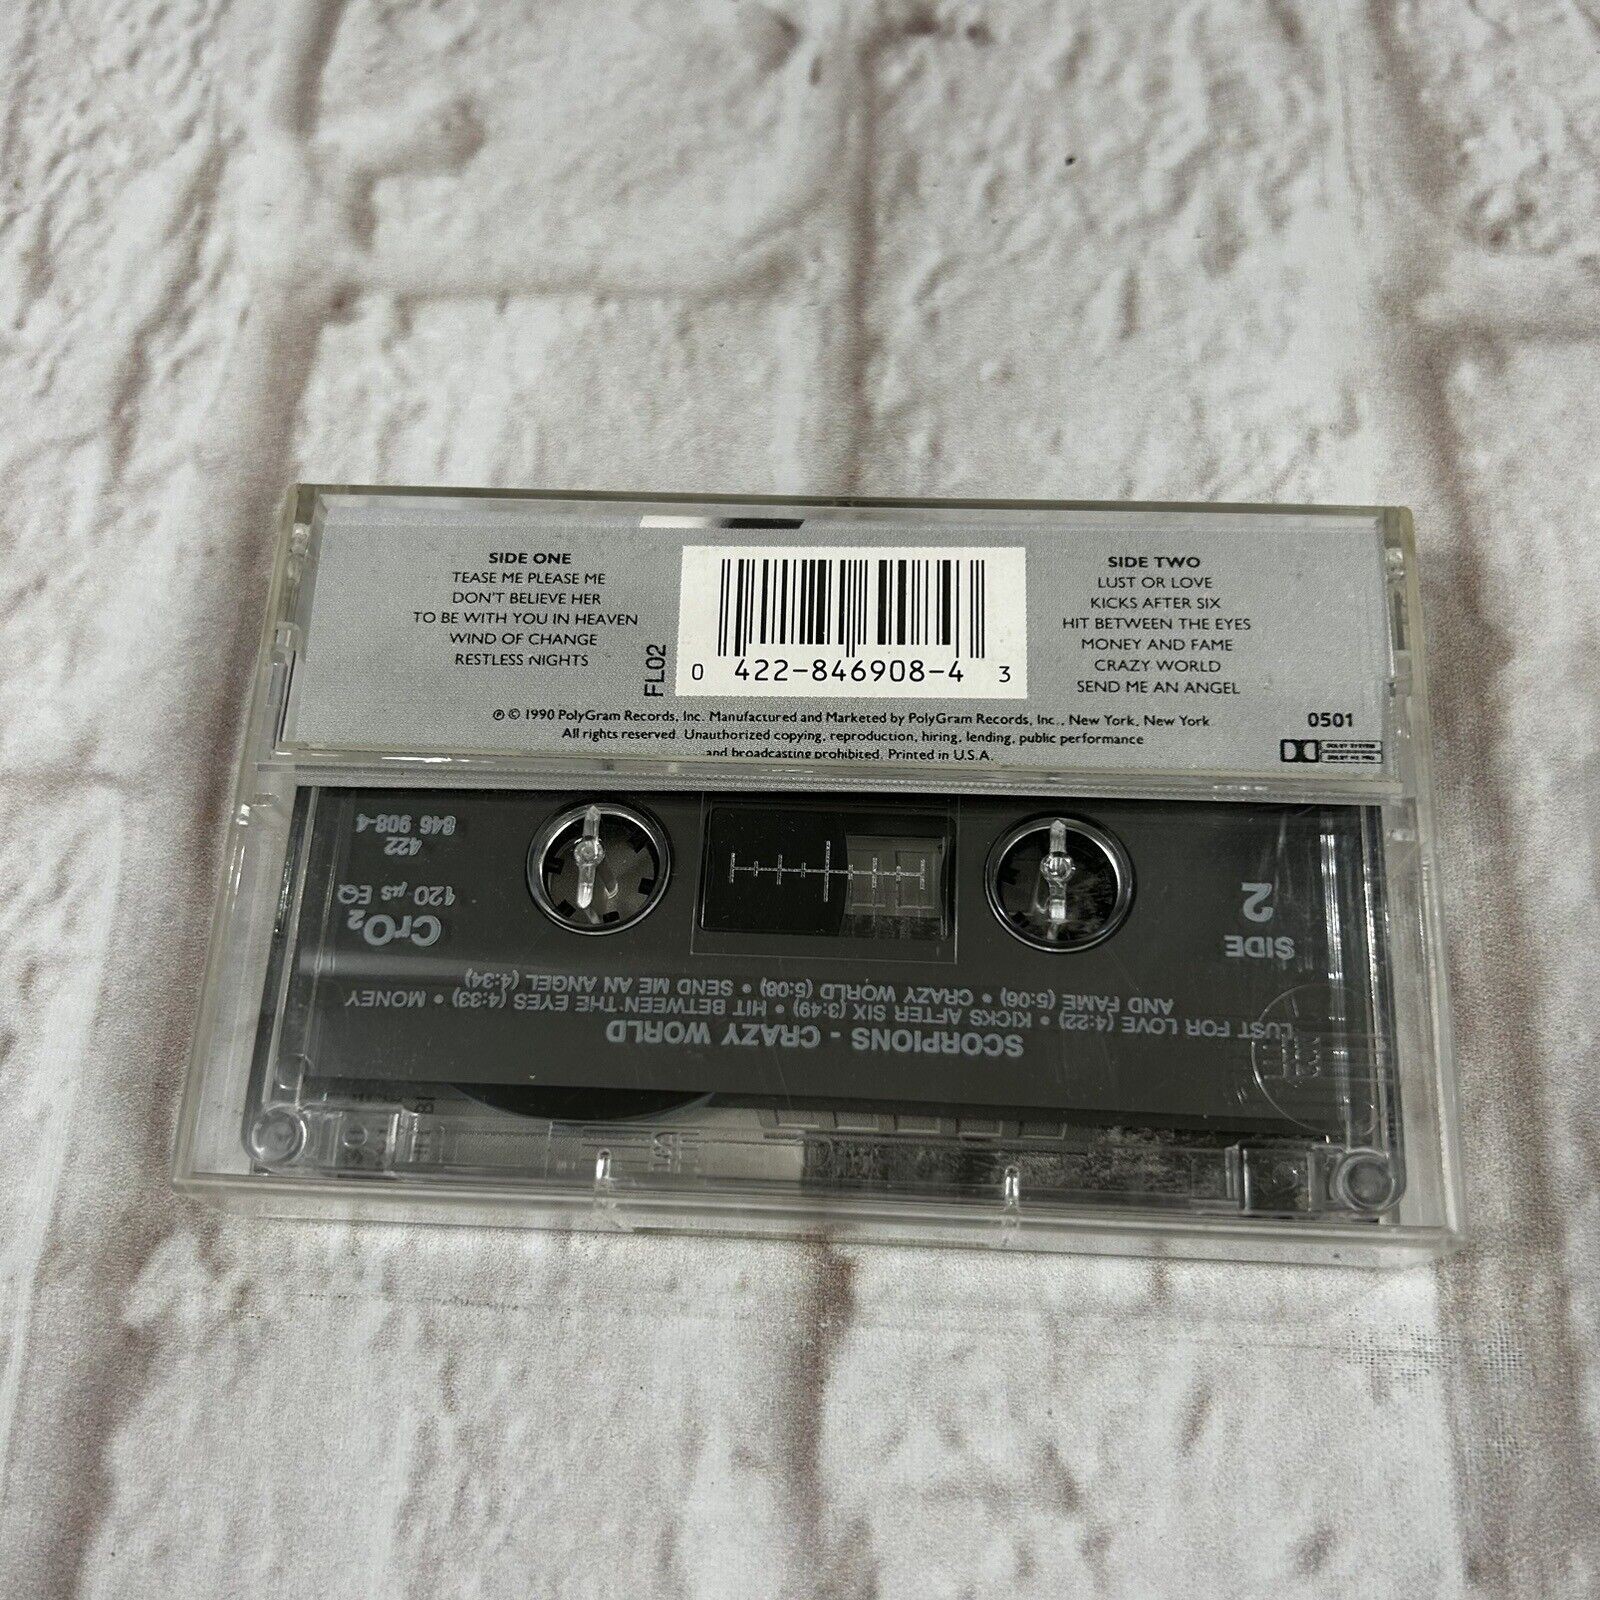 SIDE ONE
TEASE ME PLEASE ME
DON'T BELIEVE HER
TO BE WITH YOU IN HEAVEN
WIND OF CHANGE
RESTLESS NIGHTS
FL02
0 422-846908-4 3
SIDE TWO
LUST OR LOVE
KICKS AFTER SIX
HIT BETWEEN THE EYES
MONEY AND FAME
CRAZY WORLD
SEND ME AN ANGEL
℗ © 1990 PolyGram Records, Inc. Manufactured and Marketed by PolyGram Records, Inc., New York, New York
All rights reserved. Unauthorized copying, reproduction, hiring, lending, public performance
and broadcasting prohibited. Printed in U.S.A.
0501
DOLBY SYSTEM
DOLBY HX PRO
SCORPIONS - CRAZY WORLD
LUST FOR LOVE (4:22) • KICKS AFTER SIX (3:49) • HIT BETWEEN THE EYES (4:33) • MONEY
AND FAME (5:06) • CRAZY WORLD (5:08) • SEND ME AN ANGEL (4:34)
SIDE
2
CrO2
120 µs EQ
422
846 908-4